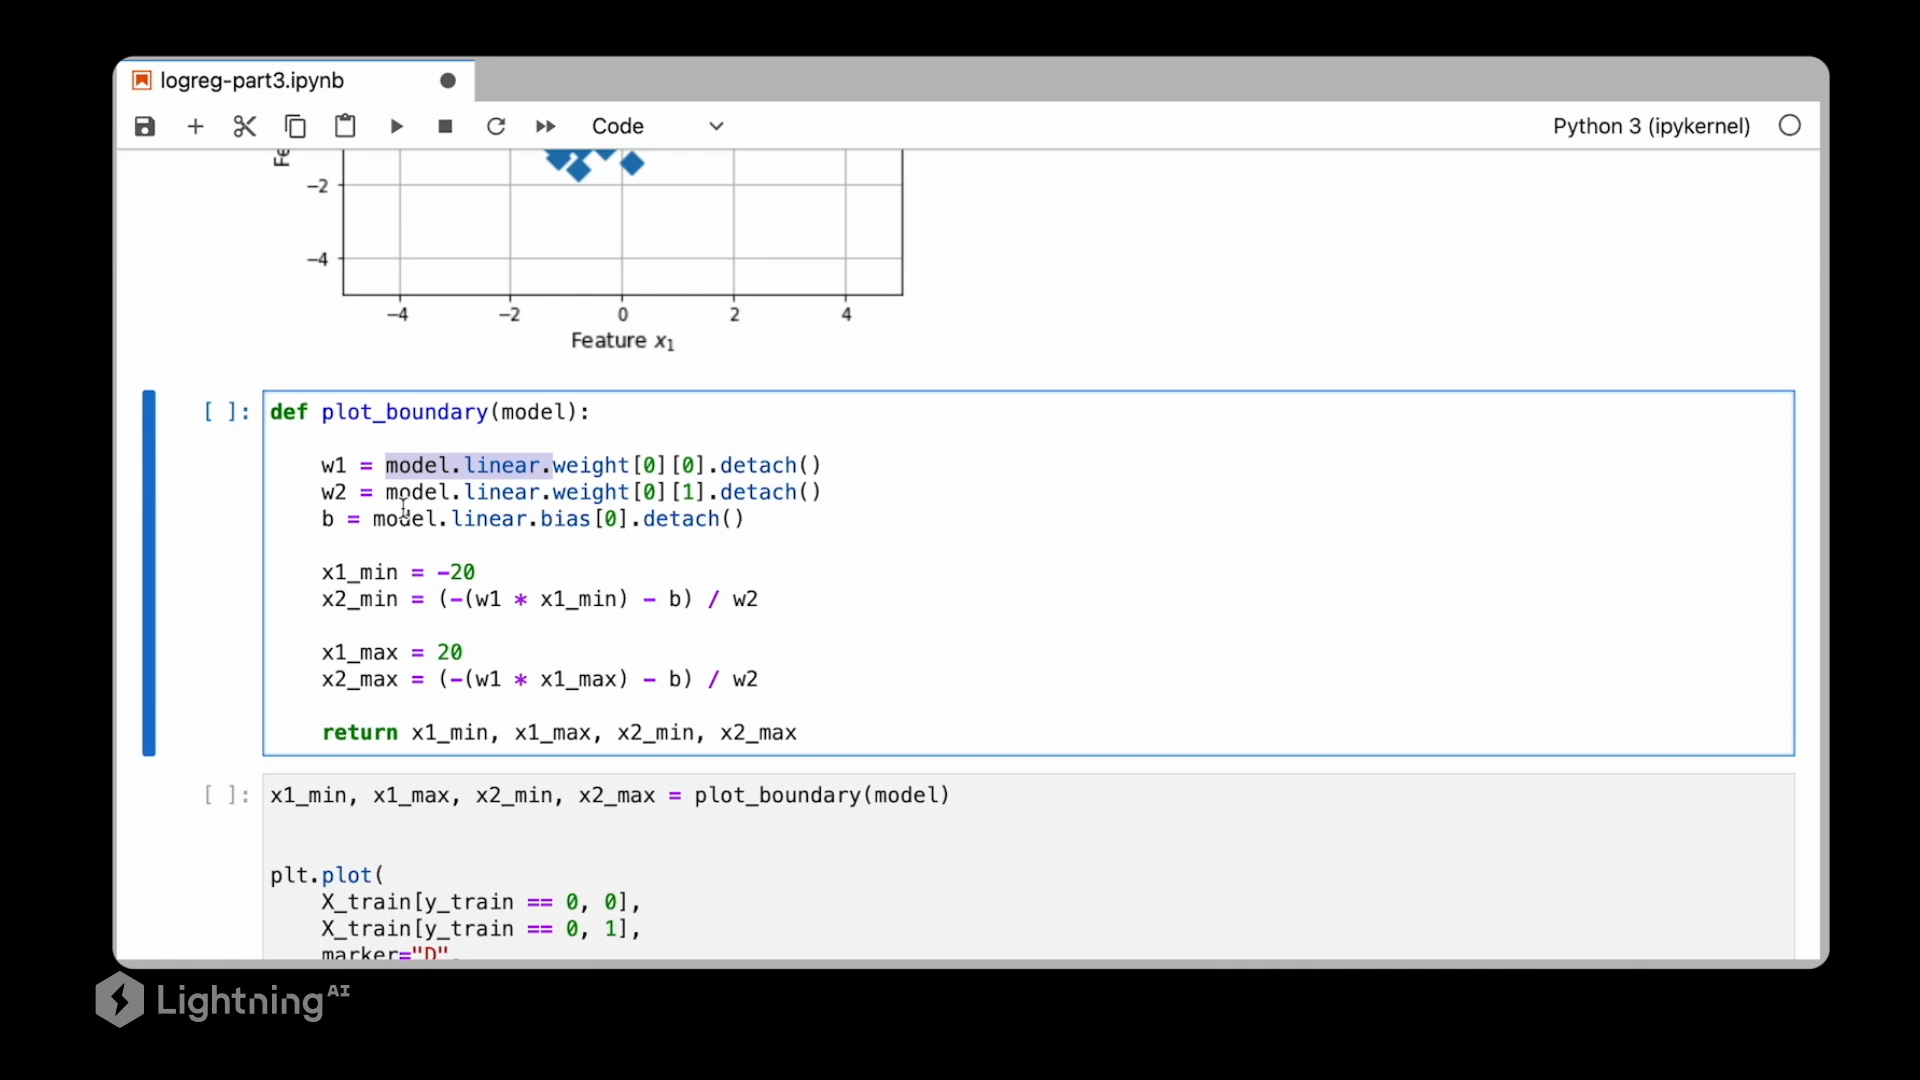 logreg-part3.ipynb
Code
Python 3 (ipykernel)
Fe
−2
−4
−4 −2 0 2 4
Feature x1
[ ]:
def plot_boundary(model):
w1 = model.linear.weight[0][0].detach()
w2 = model.linear.weight[0][1].detach()
b = model.linear.bias[0].detach()
x1_min = -20
x2_min = (-(w1 * x1_min) - b) / w2
x1_max = 20
x2_max = (-(w1 * x1_max) - b) / w2
return x1_min, x1_max, x2_min, x2_max
[ ]:
x1_min, x1_max, x2_min, x2_max = plot_boundary(model)
plt.plot(
X_train[y_train == 0, 0],
X_train[y_train == 0, 1],
marker="D",
Lightning AI